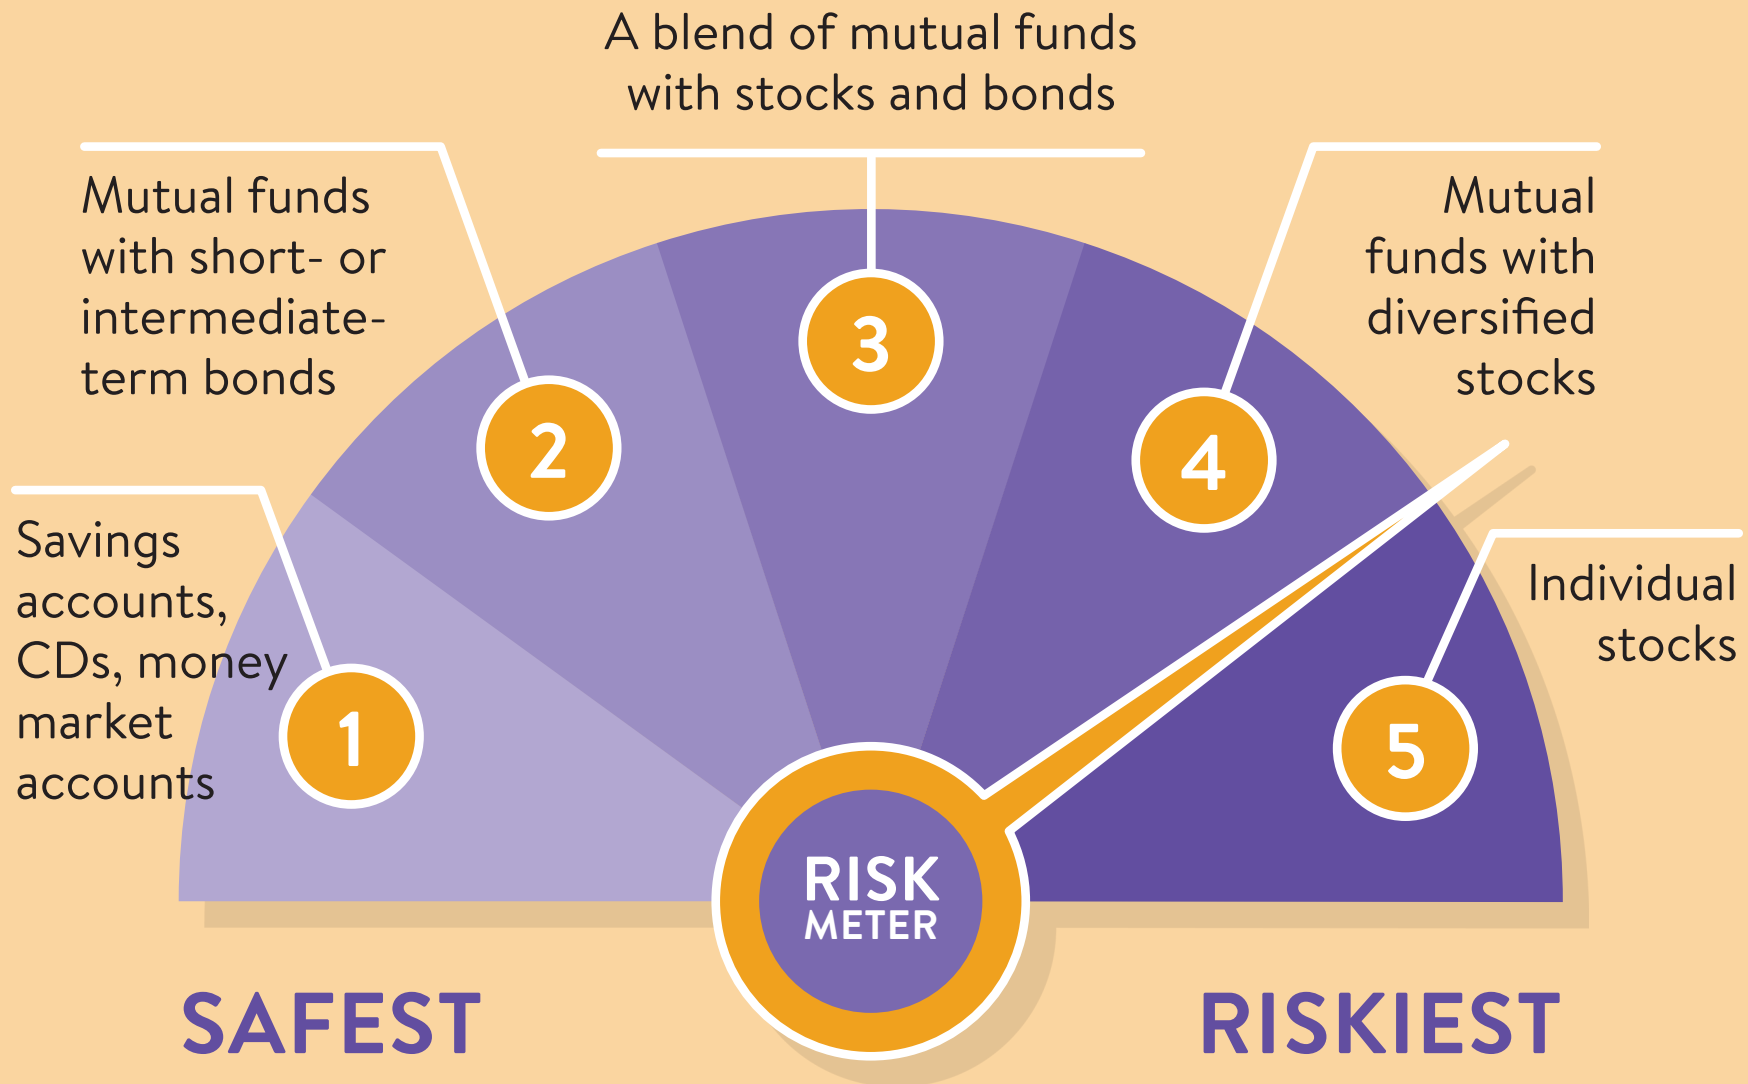 A blend of mutual funds
with stocks and bonds
Mutual funds
with short- or
intermediate-
term bonds
Mutual
funds with
diversified
stocks
Savings
accounts,
CDs, money
market
accounts
Individual
stocks
1
2
3
4
5
RISK
METER
SAFEST
RISKIEST